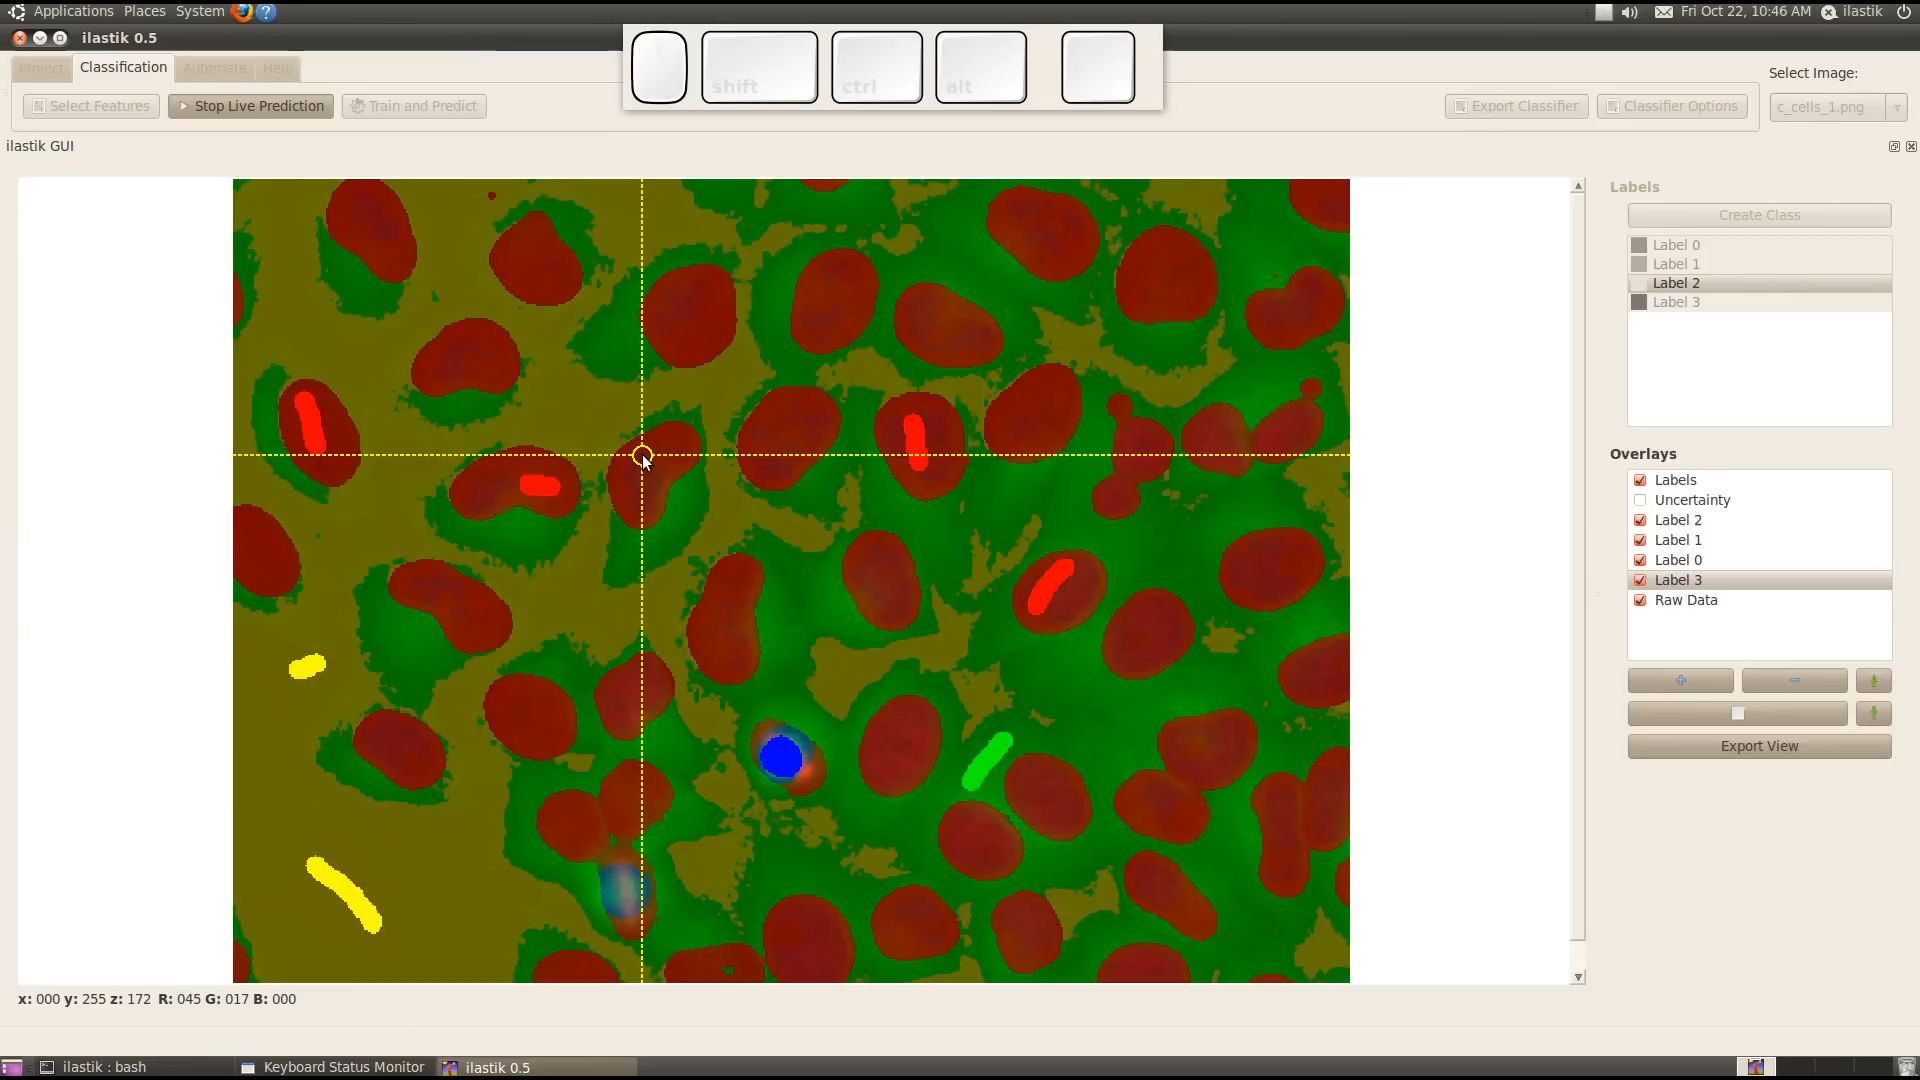 Applications Places System Fri Oct 22, 10:46 AM ilastik
ilastik 0.5
Project Classification Automate Help
Select Features Stop Live Prediction Train and Predict
shift ctrl alt
Export Classifier Classifier Options
Select Image:
c_cells_1.png
ilastik GUI
Labels
Create Class
Label 0
Label 1
Label 2
Label 3
Overlays
Labels
Uncertainty
Label 2
Label 1
Label 0
Label 3
Raw Data
Export View
x: 000 y: 255 z: 172 R: 045 G: 017 B: 000
ilastik : bash Keyboard Status Monitor ilastik 0.5